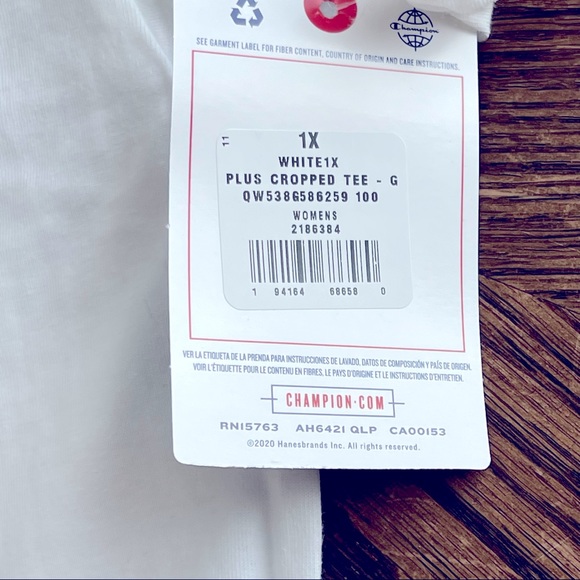 Champion
SEE GARMENT LABEL FOR FIBER CONTENT, COUNTRY OF ORIGIN AND CARE INSTRUCTIONS.
11
1X
WHITE1X
PLUS CROPPED TEE - G
QW538G586259 100
WOMENS
2186384
1 94164 68658 0
VER LA ETIQUETA DE LA PRENDA PARA INSTRUCCIONES DE LAVADO, DATOS DE COMPOSICIÓN Y PAÍS DE ORIGEN.
VOIR L'ÉTIQUETTE POUR LE CONTENU EN FIBRES, LE PAYS D'ORIGINE ET LE INSTRUCTIONS D'ENTRETIEN.
CHAMPION·COM
RN15763 AH6421 QLP CA00153
©2020 Hanesbrands Inc. All rights reserved.